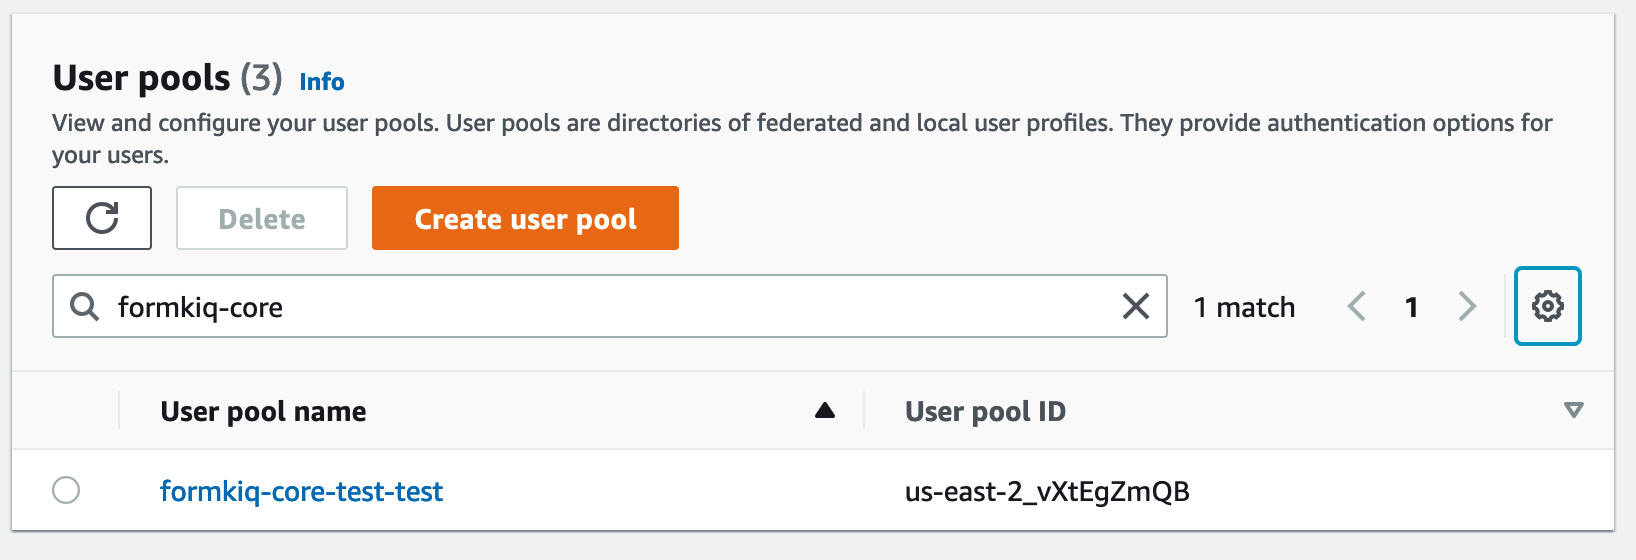 User pools (3) Info
View and configure your user pools. User pools are directories of federated and local user profiles. They provide authentication options for
your users.
Delete Create user pool
formkiq-core 1 match 1
User pool name User pool ID
formkiq-core-test-test us-east-2_vXtEgZmQB